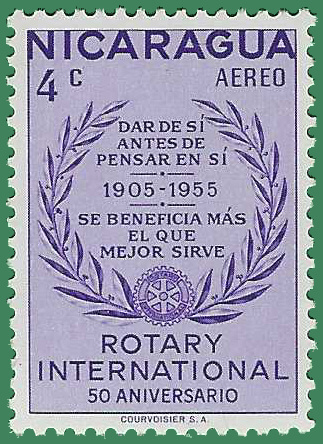 NICARAGUA
4 C AEREO
DAR DE SÍ
ANTES DE
PENSAR EN SÍ
1905-1955
SE BENEFICIA MÁS
EL QUE
MEJOR SIRVE
ROTARY
INTERNATIONAL
50 ANIVERSARIO
COURVOISIER S.A.